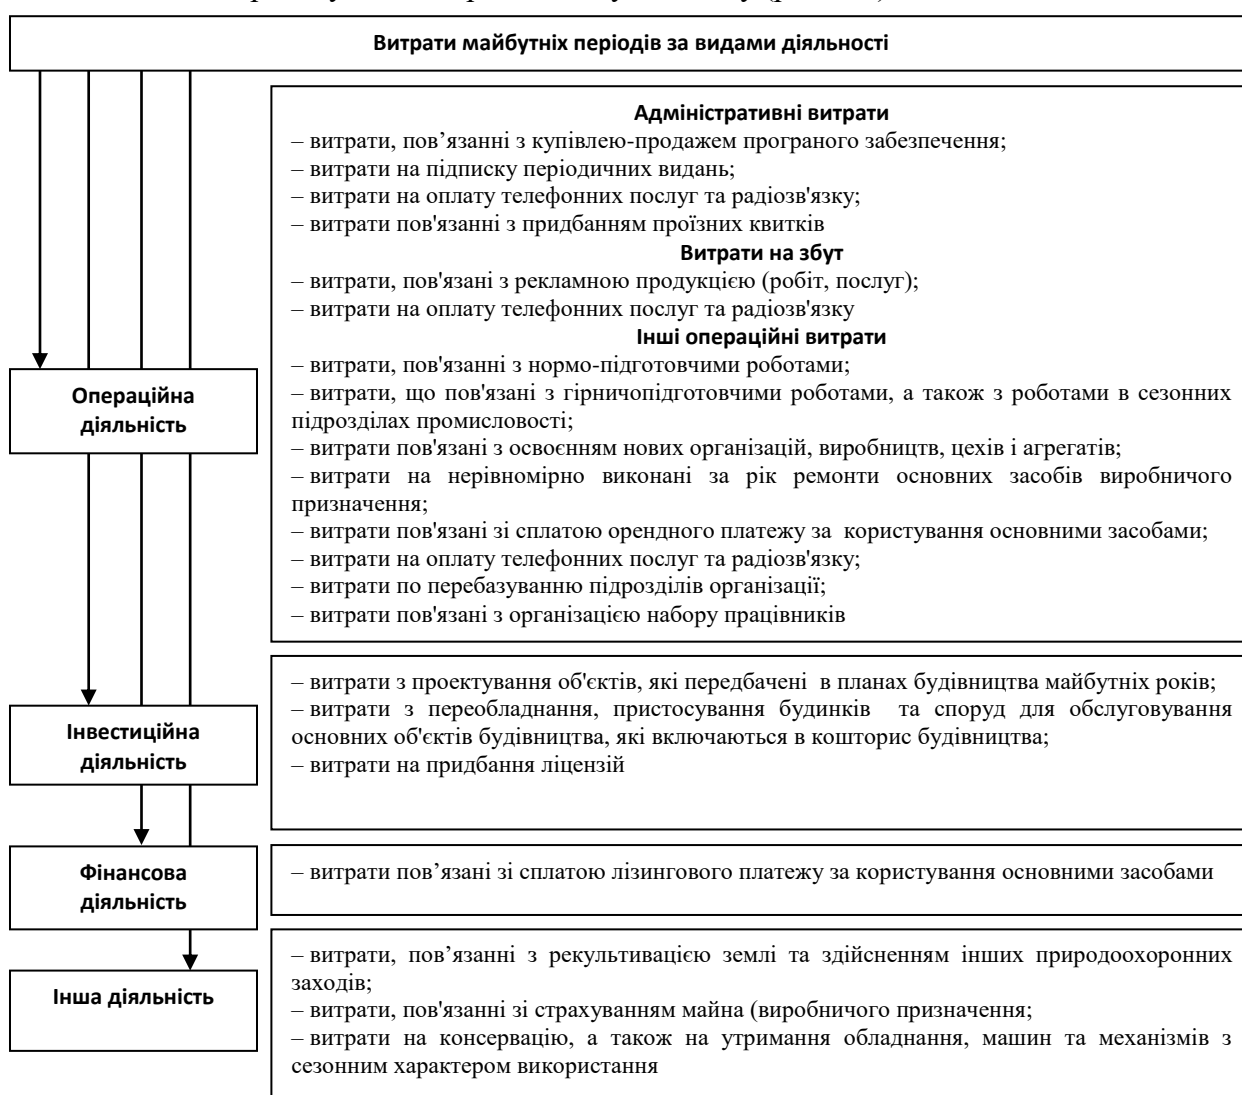 Витрати майбутніх періодів за видами діяльності
Адміністративні витрати
– витрати, пов’язанні з купівлею-продажем програного забезпечення;
– витрати на підписку періодичних видань;
– витрати на оплату телефонних послуг та радіозв'язку;
– витрати пов'язанні з придбанням проїзних квитків
Витрати на збут
– витрати, пов'язані з рекламною продукцією (робіт, послуг);
– витрати на оплату телефонних послуг та радіозв'язку
Інші операційні витрати
– витрати, пов'язанні з нормо-підготовчими роботами;
– витрати, що пов'язані з гірничопідготовчими роботами, а також з роботами в сезонних
підрозділах промисловості;
– витрати пов'язані з освоєнням нових організацій, виробництв, цехів і агрегатів;
– витрати на нерівномірно виконані за рік ремонти основних засобів виробничого
призначення;
– витрати пов'язані зі сплатою орендного платежу за користування основними засобами;
– витрати на оплату телефонних послуг та радіозв'язку;
– витрати по перебазуванню підрозділів організації;
– витрати пов'язані з організацією набору працівників
Операційна
діяльність
– витрати з проектування об'єктів, які передбачені в планах будівництва майбутніх років;
– витрати з переобладнання, пристосування будинків та споруд для обслуговування
основних об'єктів будівництва, які включаються в кошторис будівництва;
– витрати на придбання ліцензій
Інвестиційна
діяльність
Фінансова
діяльність
– витрати пов’язані зі сплатою лізингового платежу за користування основними засобами
Інша діяльність
– витрати, пов’язанні з рекультивацією землі та здійсненням інших природоохоронних
заходів;
– витрати, пов'язанні зі страхуванням майна (виробничого призначення;
– витрати на консервацію, а також на утримання обладнання, машин та механізмів з
сезонним характером використання